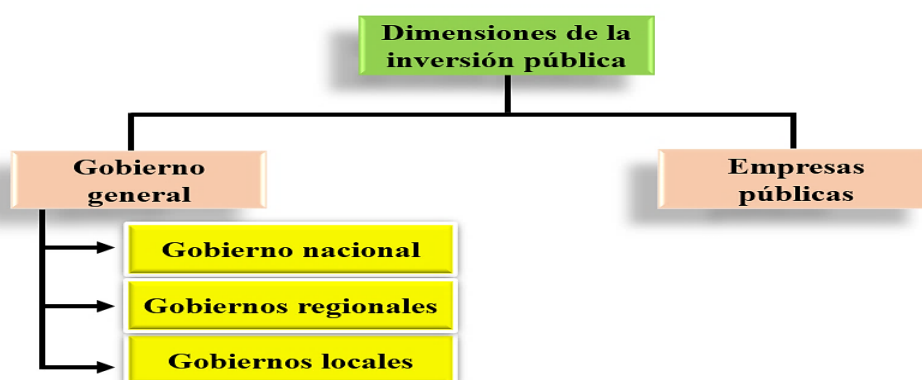 Dimensiones de la
inversión pública
Gobierno
general
Empresas
públicas
Gobierno nacional
Gobiernos regionales
Gobiernos locales